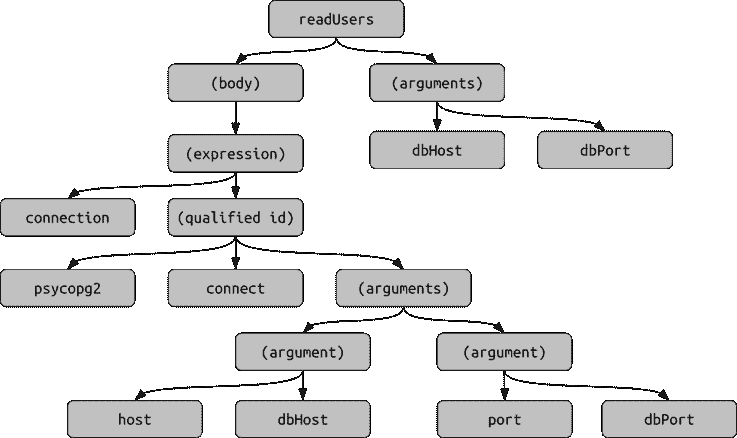 readUsers
(body)
(arguments)
(expression)
dbHost
dbPort
connection
(qualified id)
psycopg2
connect
(arguments)
(argument)
(argument)
host
dbHost
port
dbPort